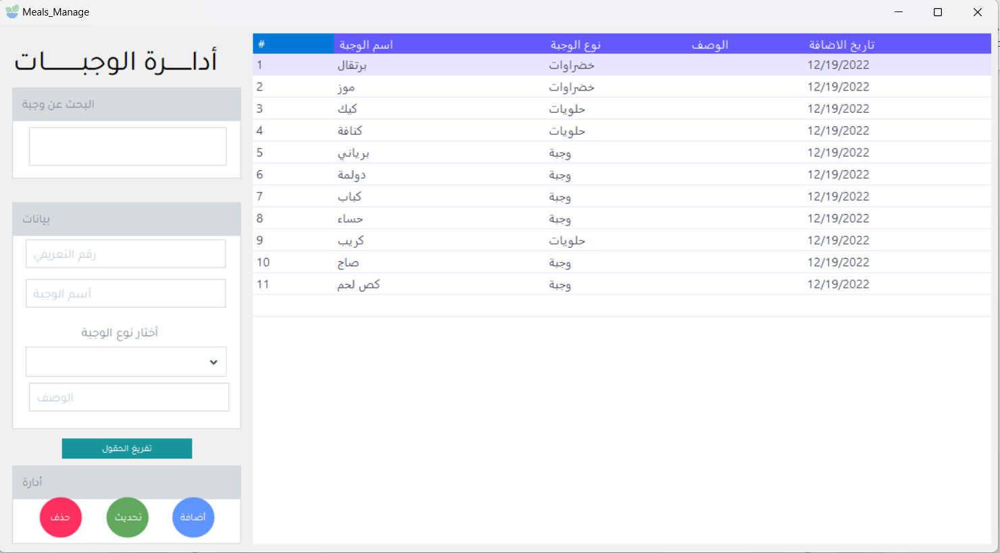 Meals_Manage
أدارة الوجبات
البحث عن وجبة
بيانات
رقم التعريفي
أسم الوجبة
أختار نوع الوجبة
الوصف
تفريغ الحقول
أدارة
حذف تحديث أضافة
# اسم الوجبة نوع الوجبة الوصف تاريخ الاضافة
1 برتقال خضراوات 12/19/2022
2 موز خضراوات 12/19/2022
3 كيك حلويات 12/19/2022
4 كنافة حلويات 12/19/2022
5 برياني وجبة 12/19/2022
6 دولمة وجبة 12/19/2022
7 كباب وجبة 12/19/2022
8 حساء وجبة 12/19/2022
9 كريب حلويات 12/19/2022
10 صاج وجبة 12/19/2022
11 كص لحم وجبة 12/19/2022